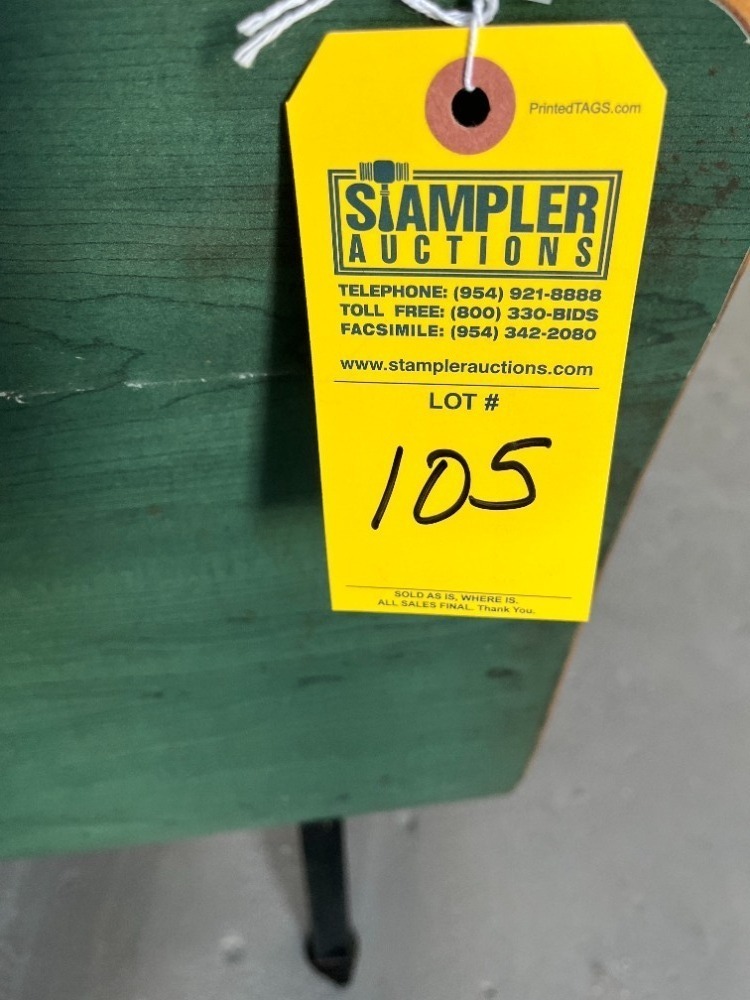 PrintedTAGS.com
STAMPLER
AUCTIONS
TELEPHONE: (954) 921-8888
TOLL FREE: (800) 330-BIDS
FACSIMILE: (954) 342-2080
www.stamplerauctions.com
LOT #
105
SOLD AS IS, WHERE IS.
ALL SALES FINAL. Thank You.